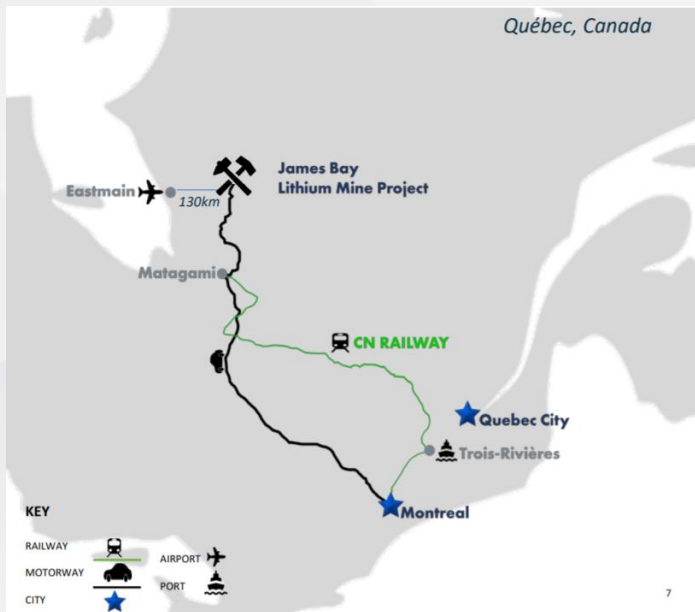 Québec, Canada
James Bay
Lithium Mine Project
Eastmain
130km
Matagami
CN RAILWAY
Quebec City
Trois-Rivières
Montreal
KEY
RAILWAY
AIRPORT
MOTORWAY
PORT
CITY
7